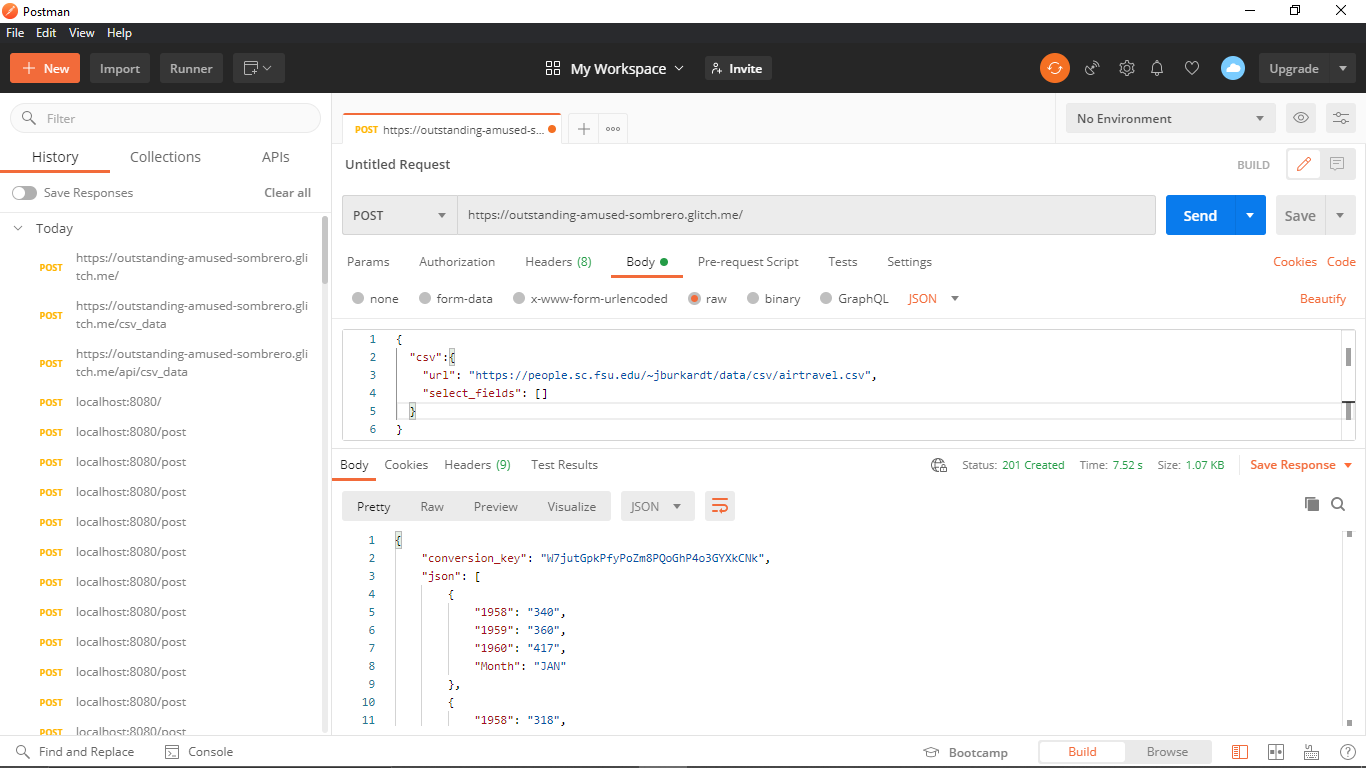 Postman
File Edit View Help
New Import Runner My Workspace Invite Upgrade
Filter
History Collections APIs
Save Responses Clear all
Today
POST https://outstanding-amused-sombrero.gli
tch.me/
POST https://outstanding-amused-sombrero.gli
tch.me/csv_data
POST https://outstanding-amused-sombrero.gli
tch.me/api/csv_data
POST localhost:8080/
POST localhost:8080/post
POST localhost:8080/post
POST localhost:8080/post
POST localhost:8080/post
POST localhost:8080/post
POST localhost:8080/post
POST localhost:8080/post
POST localhost:8080/post
POST localhost:8080/post
POST localhost:8080/post
POST localhost:8080/post
POST https://outstanding-amused-s... No Environment
Untitled Request BUILD
POST https://outstanding-amused-sombrero.glitch.me/ Send Save
Params Authorization Headers (8) Body Pre-request Script Tests Settings Cookies Code
none form-data x-www-form-urlencoded raw binary GraphQL JSON Beautify
1 {
2 "csv":{
3 "url": "https://people.sc.fsu.edu/~jburkardt/data/csv/airtravel.csv",
4 "select_fields": []
5 }
6 }
Body Cookies Headers (9) Test Results Status: 201 Created Time: 7.52 s Size: 1.07 KB Save Response
Pretty Raw Preview Visualize JSON
1 {
2 "conversion_key": "W7jutGpkPfyPoZm8PQoGhP4o3GYXkCNk",
3 "json": [
4 {
5 "1958": "340",
6 "1959": "360",
7 "1960": "417",
8 "Month": "JAN"
9 },
10 {
11 "1958": "318",
Find and Replace Console Bootcamp Build Browse